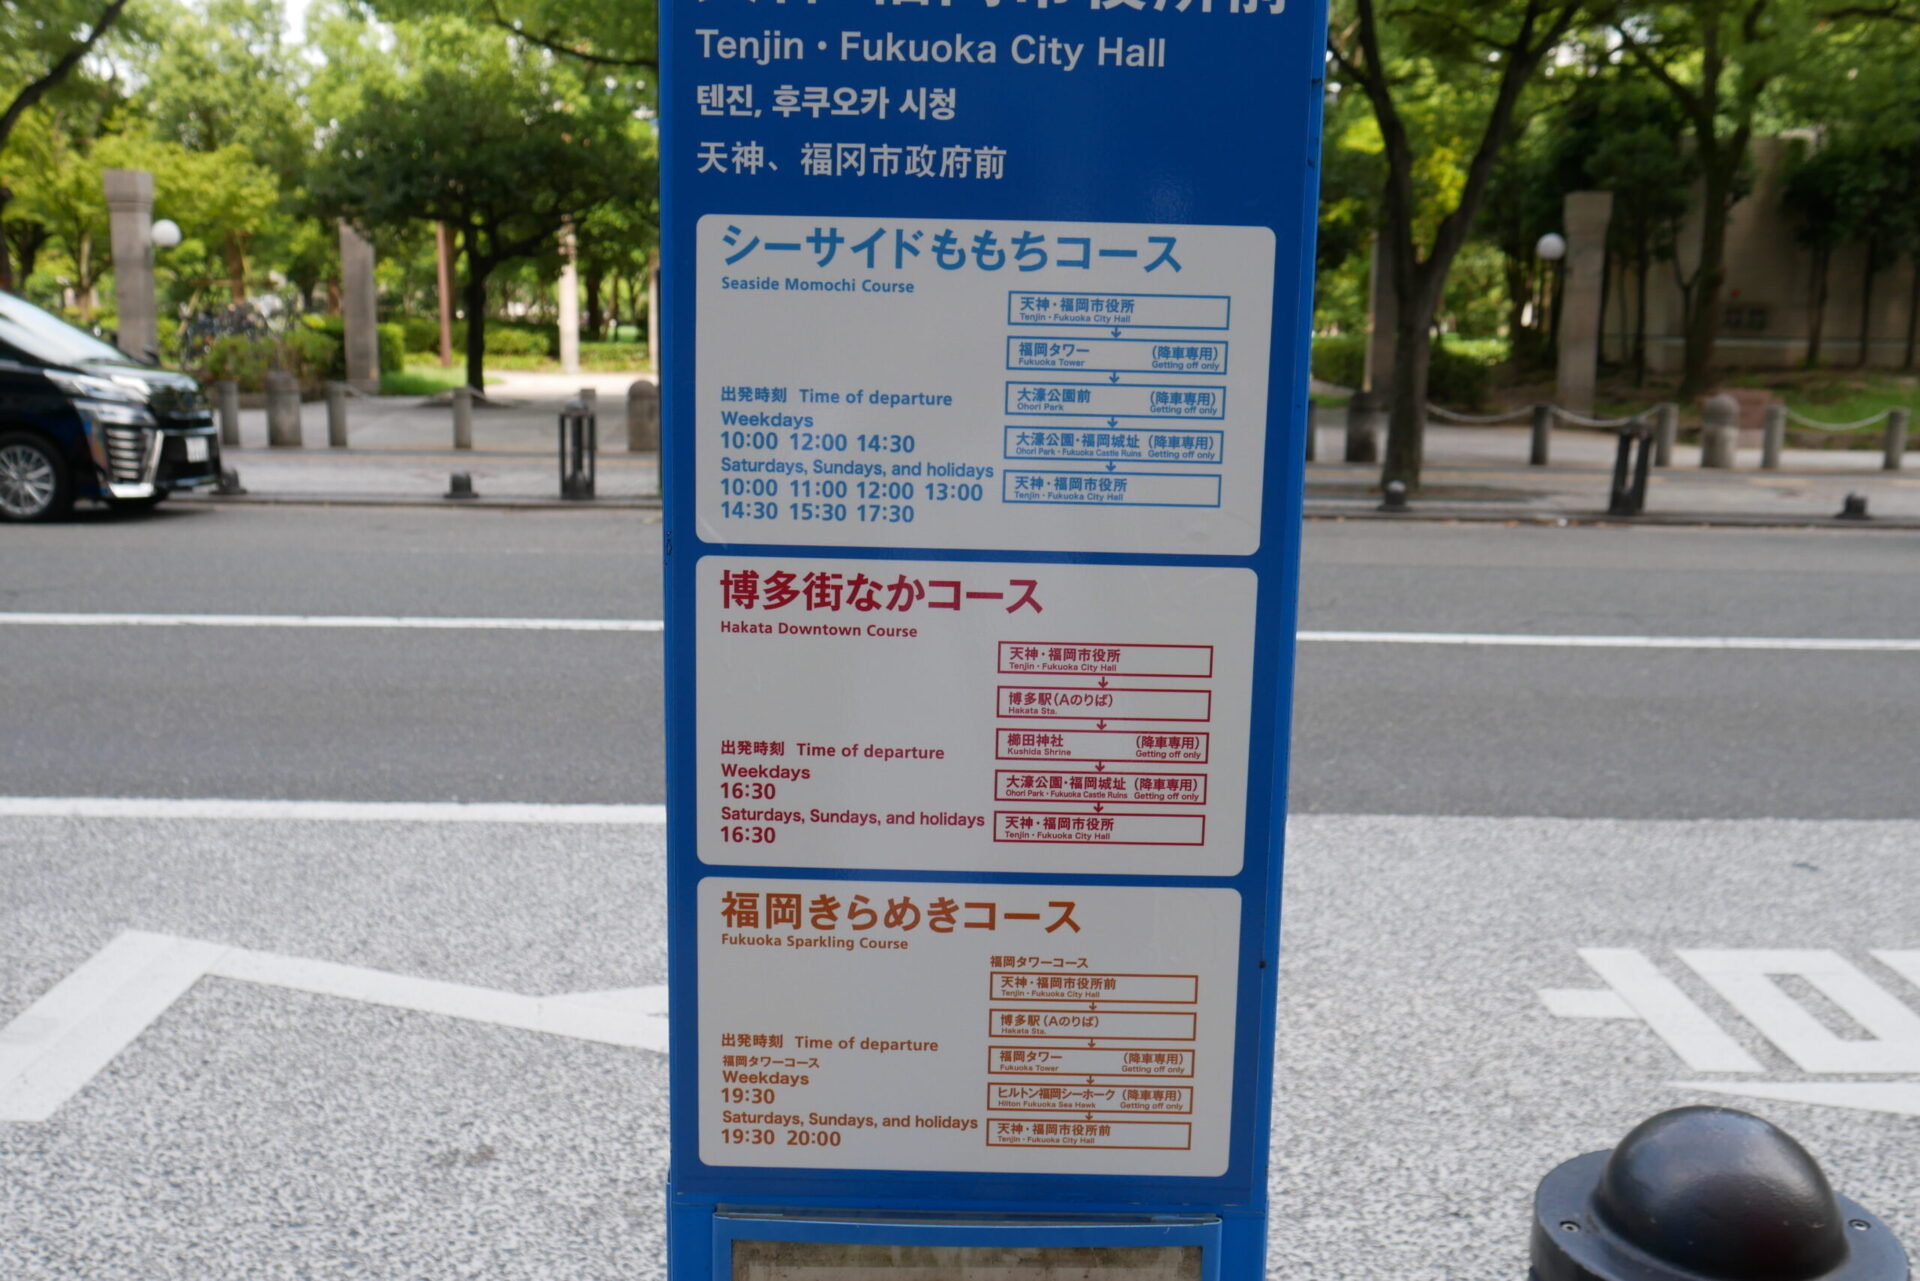 天神・福岡市役所前
Tenjin・Fukuoka City Hall
텐진, 후쿠오카 시청
天神、福冈市政府前
シーサイドももちコース
Seaside Momochi Course
天神・福岡市役所
Tenjin・Fukuoka City Hall
福岡タワー (降車専用)
Fukuoka Tower Getting off only
大濠公園前 (降車専用)
Ohori Park Getting off only
大濠公園・福岡城址 (降車専用)
Ohori Park・Fukuoka Castle Ruins Getting off only
天神・福岡市役所
Tenjin・Fukuoka City Hall
出発時刻 Time of departure
Weekdays
10:00 12:00 14:30
Saturdays, Sundays, and holidays
10:00 11:00 12:00 13:00
14:30 15:30 17:30
博多街なかコース
Hakata Downtown Course
天神・福岡市役所
Tenjin・Fukuoka City Hall
博多駅(Aのりば)
Hakata Sta.
櫛田神社 (降車専用)
Kushida Shrine Getting off only
大濠公園・福岡城址 (降車専用)
Ohori Park・Fukuoka Castle Ruins Getting off only
天神・福岡市役所
Tenjin・Fukuoka City Hall
出発時刻 Time of departure
Weekdays
16:30
Saturdays, Sundays, and holidays
16:30
福岡きらめきコース
Fukuoka Sparkling Course
福岡タワーコース
天神・福岡市役所前
Tenjin・Fukuoka City Hall
博多駅(Aのりば)
Hakata Sta.
福岡タワー (降車専用)
Fukuoka Tower Getting off only
ヒルトン福岡シーホーク (降車専用)
Hilton Fukuoka Sea Hawk Getting off only
天神・福岡市役所前
Tenjin・Fukuoka City Hall
出発時刻 Time of departure
福岡タワーコース
Weekdays
19:30
Saturdays, Sundays, and holidays
19:30 20:00